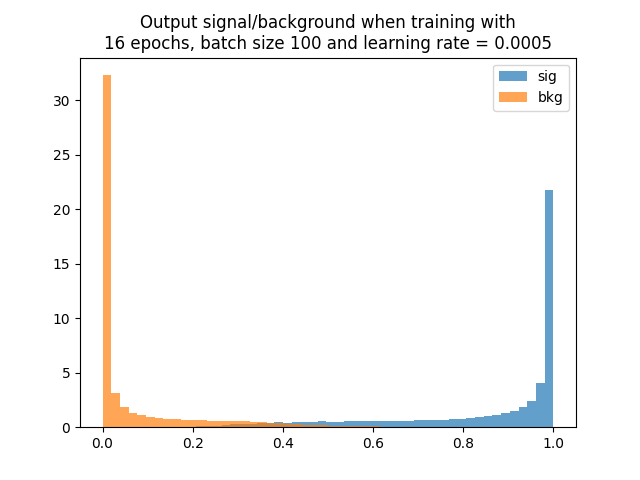 Output signal/background when training with
16 epochs, batch size 100 and learning rate = 0.0005
sig
bkg
30
25
20
15
10
5
0
0.0 0.2 0.4 0.6 0.8 1.0